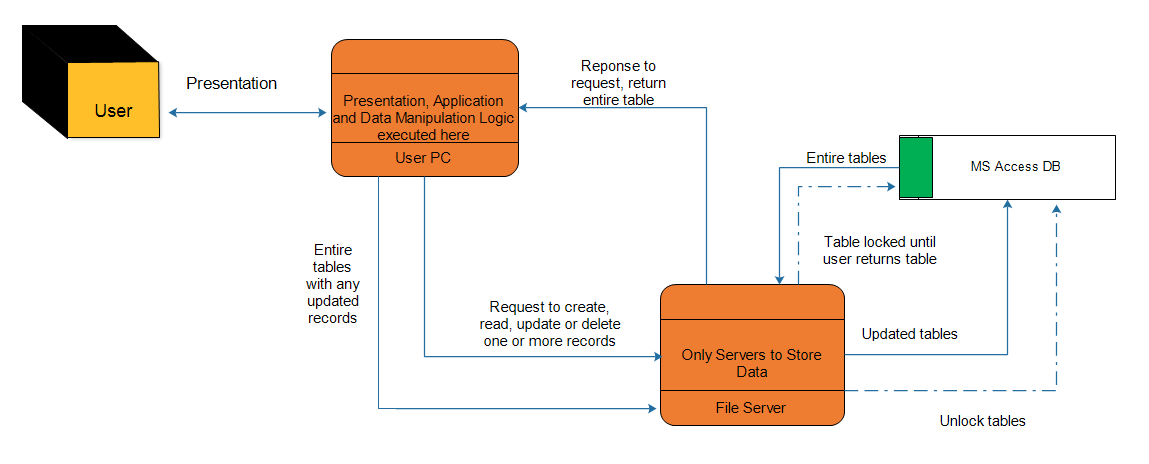 User
Presentation
Presentation, Application
and Data Manipulation Logic
executed here
User PC
Reponse to
request, return
entire table
Entire tables
MS Access DB
Table locked until
user returns table
Entire
tables
with any
updated
records
Request to create,
read, update or delete
one or more records
Only Servers to Store
Data
File Server
Updated tables
Unlock tables